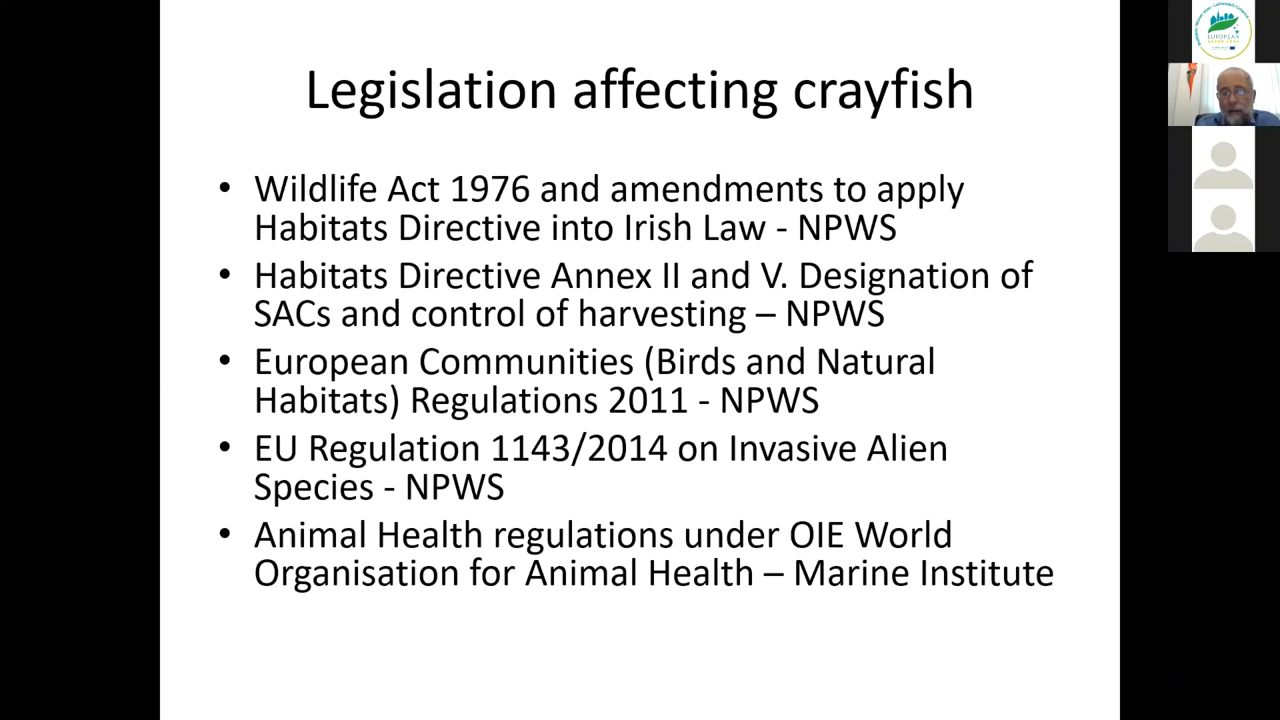 Legislation affecting crayfish
• Wildlife Act 1976 and amendments to apply
Habitats Directive into Irish Law - NPWS
• Habitats Directive Annex II and V. Designation of
SACs and control of harvesting – NPWS
• European Communities (Birds and Natural
Habitats) Regulations 2011 - NPWS
• EU Regulation 1143/2014 on Invasive Alien
Species - NPWS
• Animal Health regulations under OIE World
Organisation for Animal Health – Marine Institute
EUROPEAN